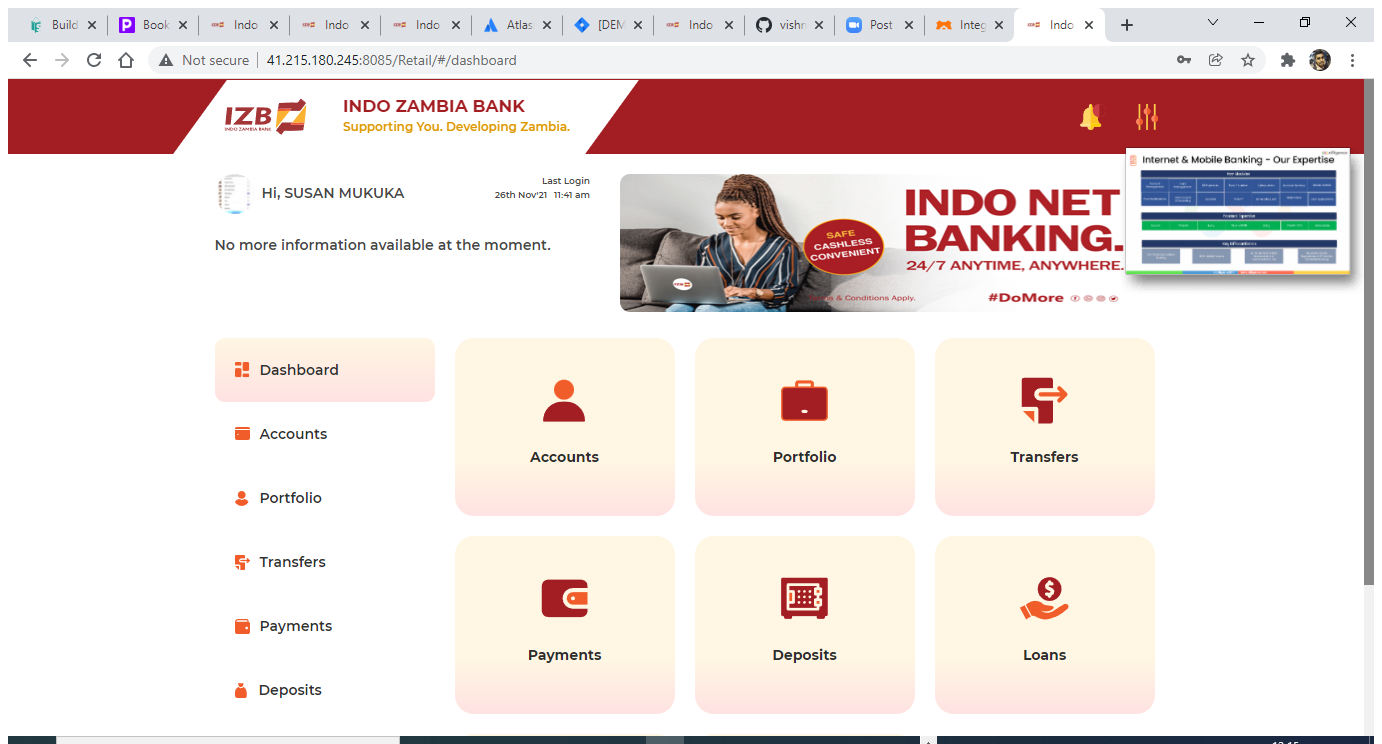 Build
Book
Indo
Indo
Indo
Atlas
[DEM
Indo
vishn
Post
Integ
Indo
Not secure
41.215.180.245:8085/Retail/#/dashboard
IZB
INDO ZAMBIA BANK
INDO ZAMBIA BANK
Supporting You. Developing Zambia.
Hi, SUSAN MUKUKA
Last Login
26th Nov'21 11:41 am
No more information available at the moment.
SAFE
CASHLESS
CONVENIENT
INDO NET
BANKING.
24/7 ANYTIME, ANYWHERE.
& Conditions Apply.
#DoMore
IZB
Internet & Mobile Banking - Our Expertise
Key Differentiators
Dashboard
Accounts
Portfolio
Transfers
Payments
Deposits
Accounts
Portfolio
Transfers
Payments
Deposits
Loans